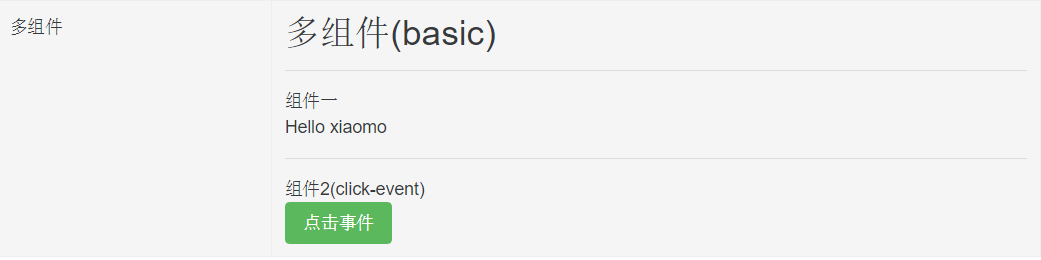 多组件
多组件(basic)
组件一
Hello xiaomo
组件2(click-event)
点击事件